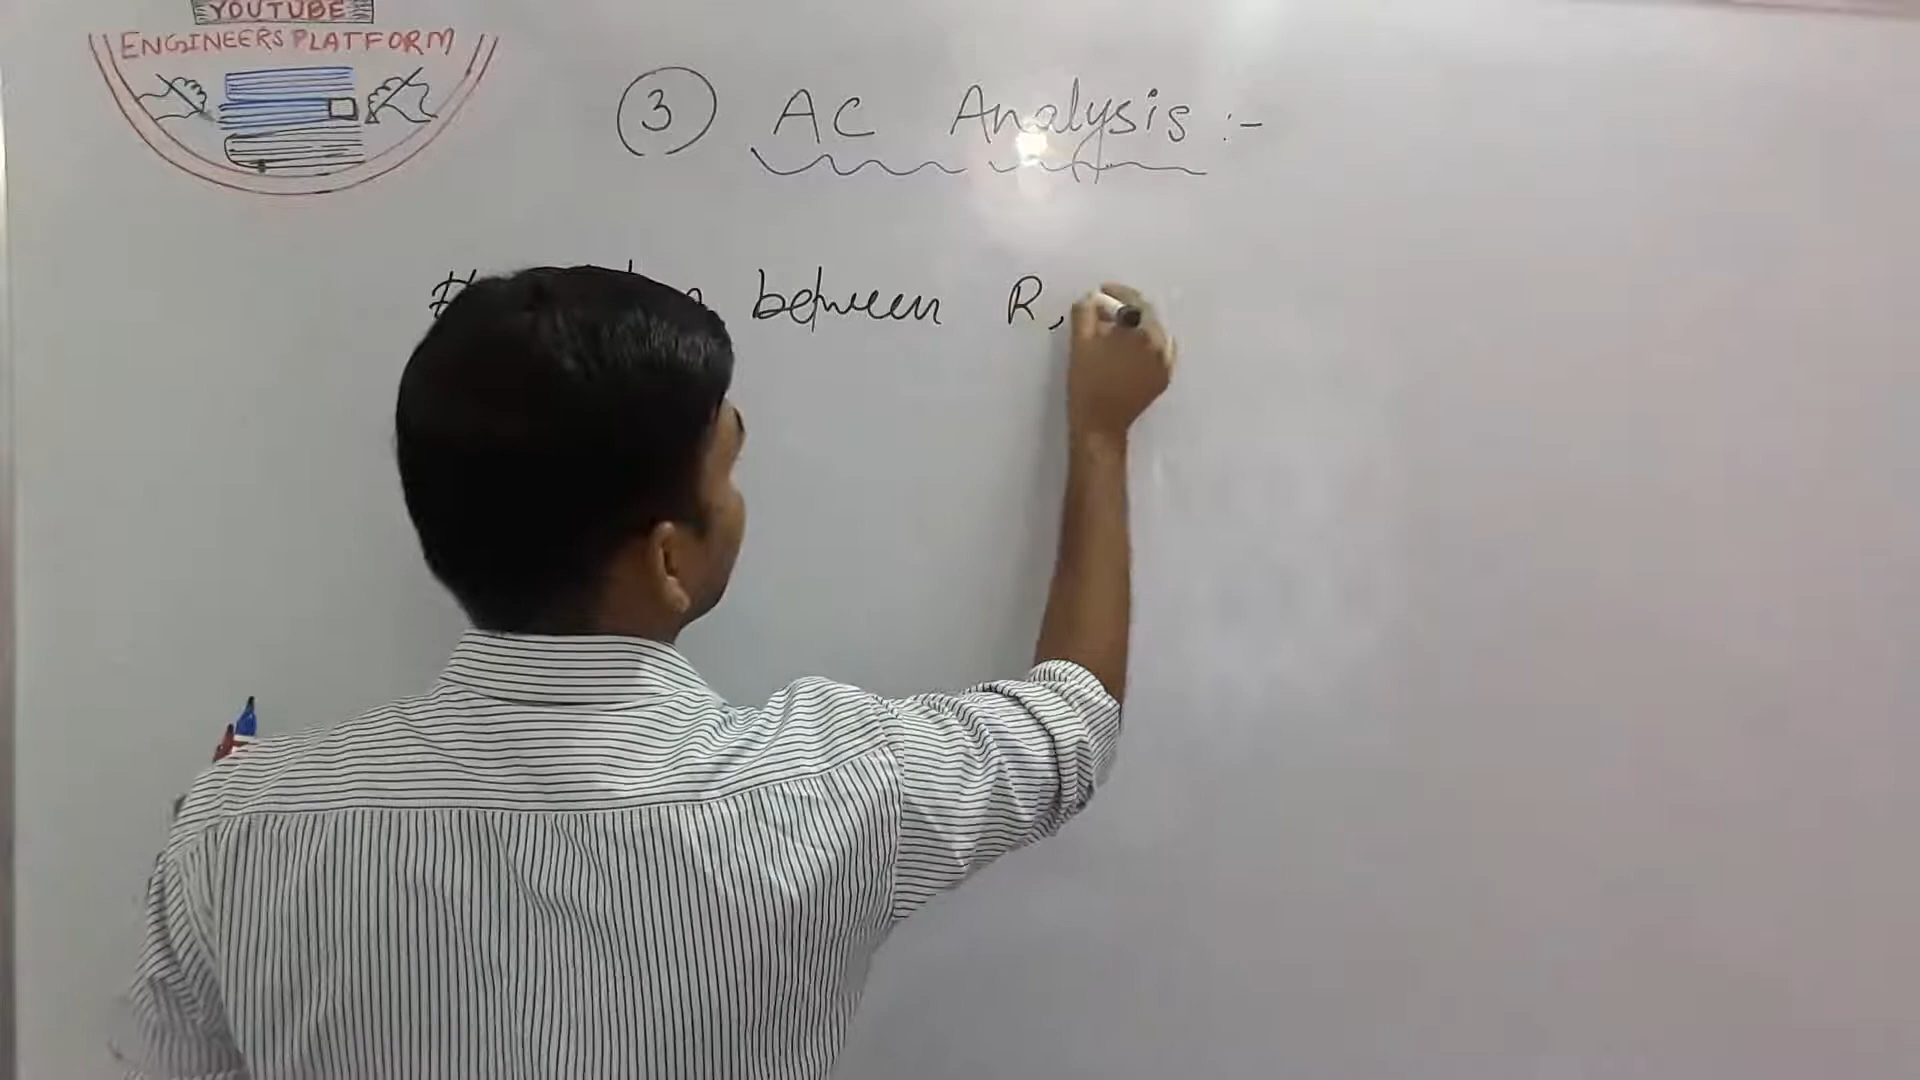 YOUTUBE
ENGINEERS PLATFORM
3 AC Analysis :-
# between R,